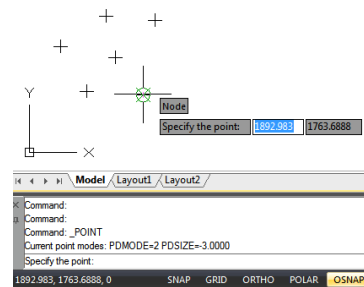 Node
Specify the point: 1892.983 1763.6888
Y
X
Model Layout1 Layout2
Command:
Command:
Command: _POINT
Current point modes: PDMODE=2 PDSIZE=-3.0000
Specify the point:
1892.983, 1763.6888, 0 SNAP GRID ORTHO POLAR OSNAP